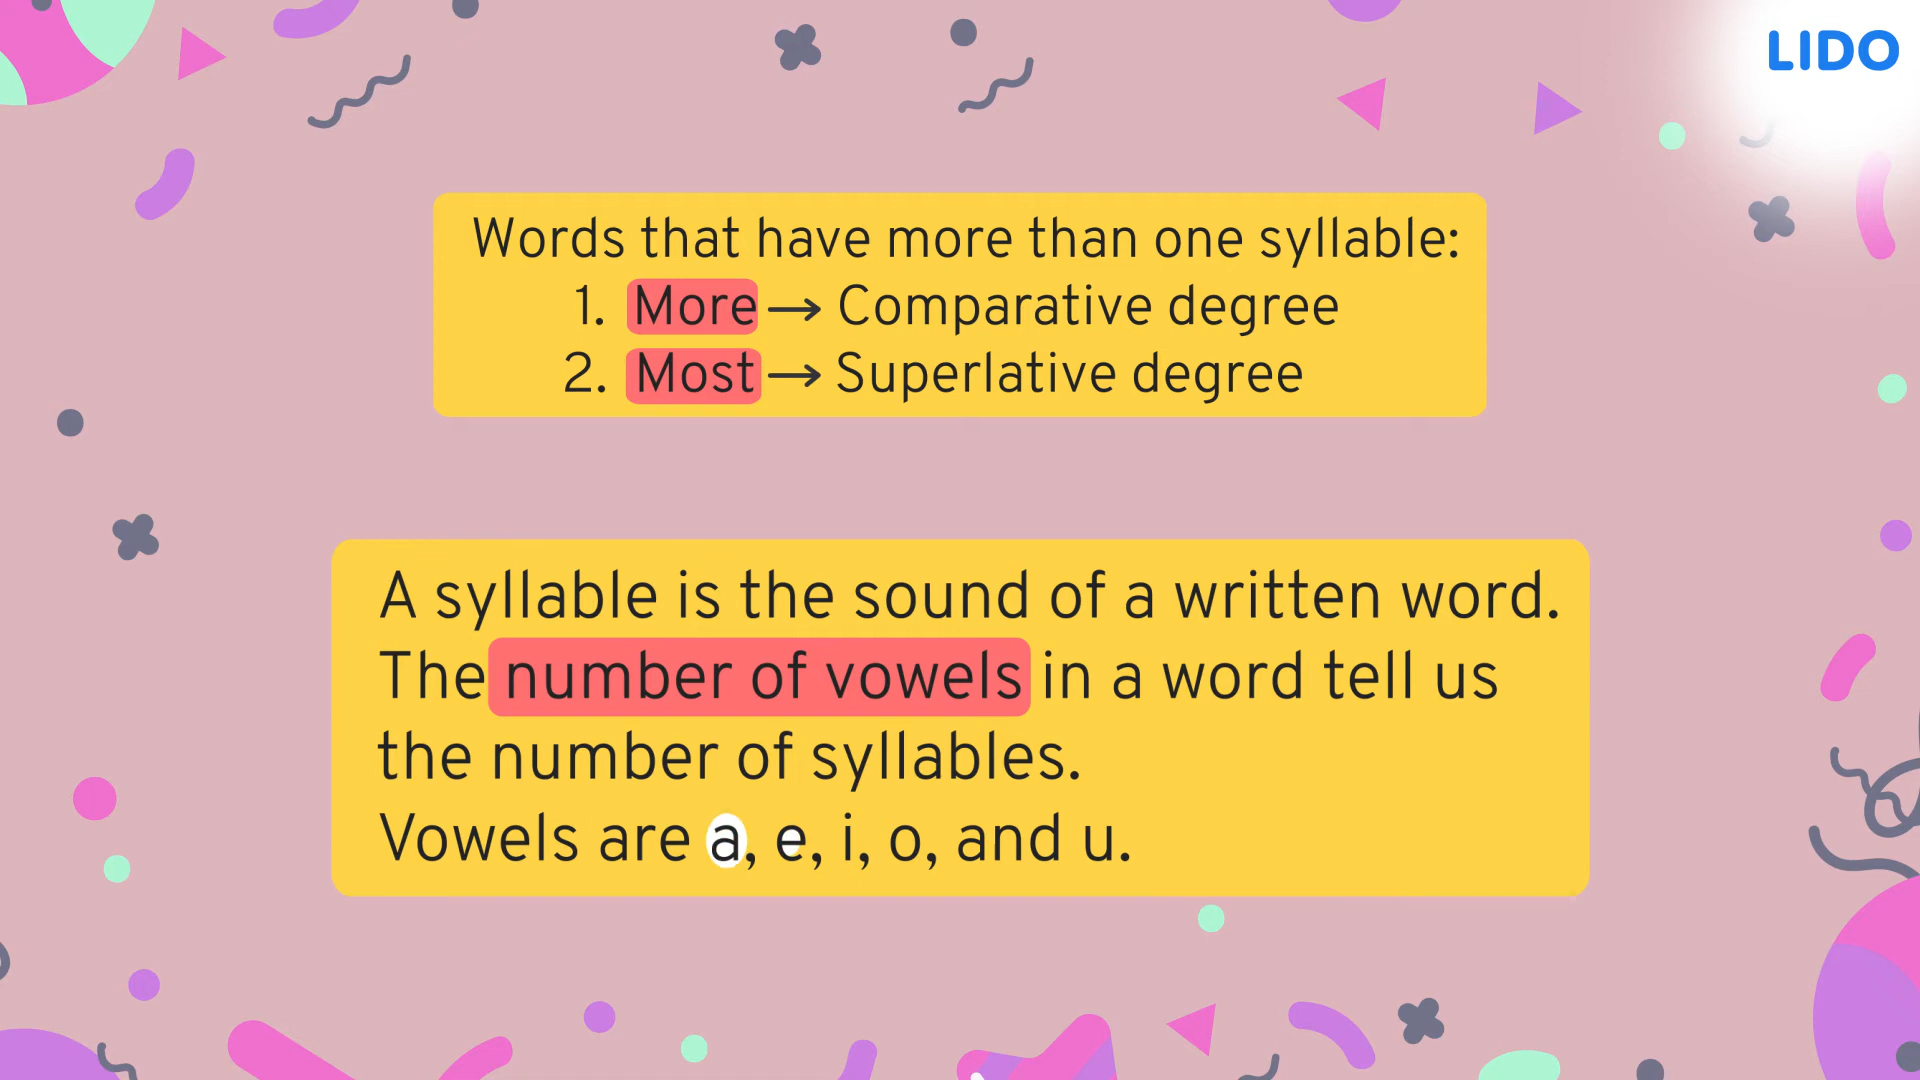 LIDO
Words that have more than one syllable:
1. More → Comparative degree
2. Most → Superlative degree
A syllable is the sound of a written word.
The number of vowels in a word tell us
the number of syllables.
Vowels are a, e, i, o, and u.